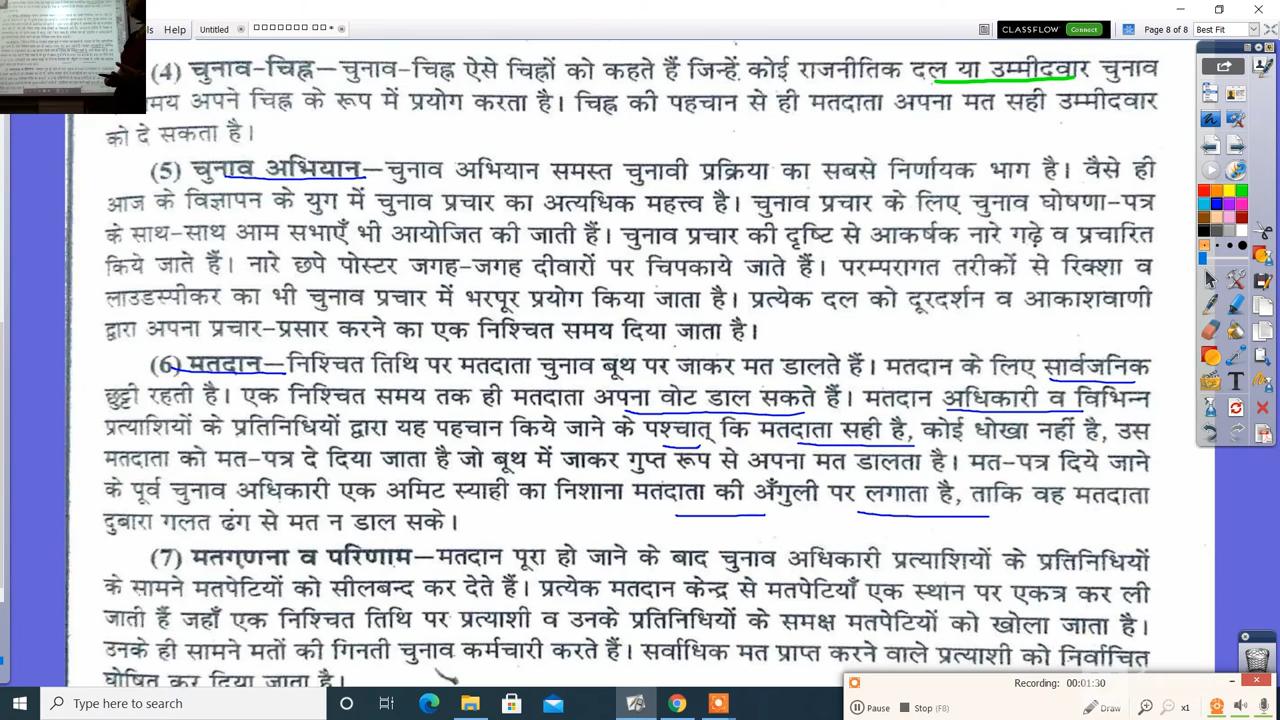 ls Help Untitled
CLASSFLOW Connect Page 8 of 8 Best Fit
(4) चुनाव-चिह्न—चुनाव-चिह्न चिह्नों को कहते हैं जिन्हें कोई राजनीतिक दल या उम्मीदवार चुनाव
समय अपने चिह्न के रूप में प्रयोग करता है। चिह्न की पहचान से ही मतदाता अपना मत सही उम्मीदवार
को दे सकता है।
(5) चुनाव अभियान—चुनाव अभियान समस्त चुनावी प्रक्रिया का सबसे निर्णायक भाग है। वैसे ही
आज के विज्ञापन के युग में चुनाव प्रचार का अत्यधिक महत्त्व है। चुनाव प्रचार के लिए चुनाव घोषणा-पत्र
के साथ-साथ आम सभाएँ भी आयोजित की जाती हैं। चुनाव प्रचार की दृष्टि से आकर्षक नारे गढ़े व प्रचारित
किये जाते हैं। नारे छपे पोस्टर जगह-जगह दीवारों पर चिपकाये जाते हैं। परम्परागत तरीकों से रिक्शा व
लाउडस्पीकर का भी चुनाव प्रचार में भरपूर प्रयोग किया जाता है। प्रत्येक दल को दूरदर्शन व आकाशवाणी
द्वारा अपना प्रचार-प्रसार करने का एक निश्चित समय दिया जाता है।
(6) मतदान—निश्चित तिथि पर मतदाता चुनाव बूथ पर जाकर मत डालते हैं। मतदान के लिए सार्वजनिक
छुट्टी रहती है। एक निश्चित समय तक ही मतदाता अपना वोट डाल सकते हैं। मतदान अधिकारी व विभिन्न
प्रत्याशियों के प्रतिनिधियों द्वारा यह पहचान किये जाने के पश्चात् कि मतदाता सही है, कोई धोखा नहीं है, उस
मतदाता को मत-पत्र दे दिया जाता है जो बूथ में जाकर गुप्त रूप से अपना मत डालता है। मत-पत्र दिये जाने
के पूर्व चुनाव अधिकारी एक अमिट स्याही का निशाना मतदाता की अँगुली पर लगाता है, ताकि वह मतदाता
दुबारा गलत ढंग से मत न डाल सके।
(7) मतगणना व परिणाम—मतदान पूरा हो जाने के बाद चुनाव अधिकारी प्रत्याशियों के प्रतिनिधियों
के सामने मतपेटियों को सीलबन्द कर देते हैं। प्रत्येक मतदान केन्द्र से मतपेटियाँ एक स्थान पर एकत्र कर ली
जाती हैं जहाँ एक निश्चित तिथि पर प्रत्याशी व उनके प्रतिनिधियों के समक्ष मतपेटियों को खोला जाता है।
उनके ही सामने मतों की गिनती चुनाव कर्मचारी करते हैं। सर्वाधिक मत प्राप्त करने वाले प्रत्याशी को निर्वाचित
घोषित कर दिया जाता है।
Recording: 00:01:30
Pause Stop (F8) Draw x1
Type here to search